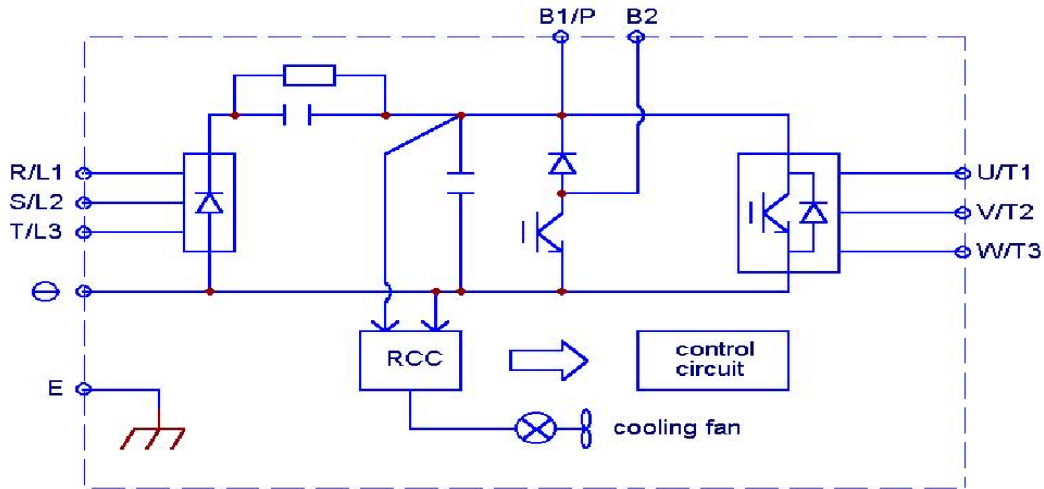 B1/P B2
R/L1
S/L2
T/L3
U/T1
V/T2
W/T3
RCC
control
circuit
E
cooling fan